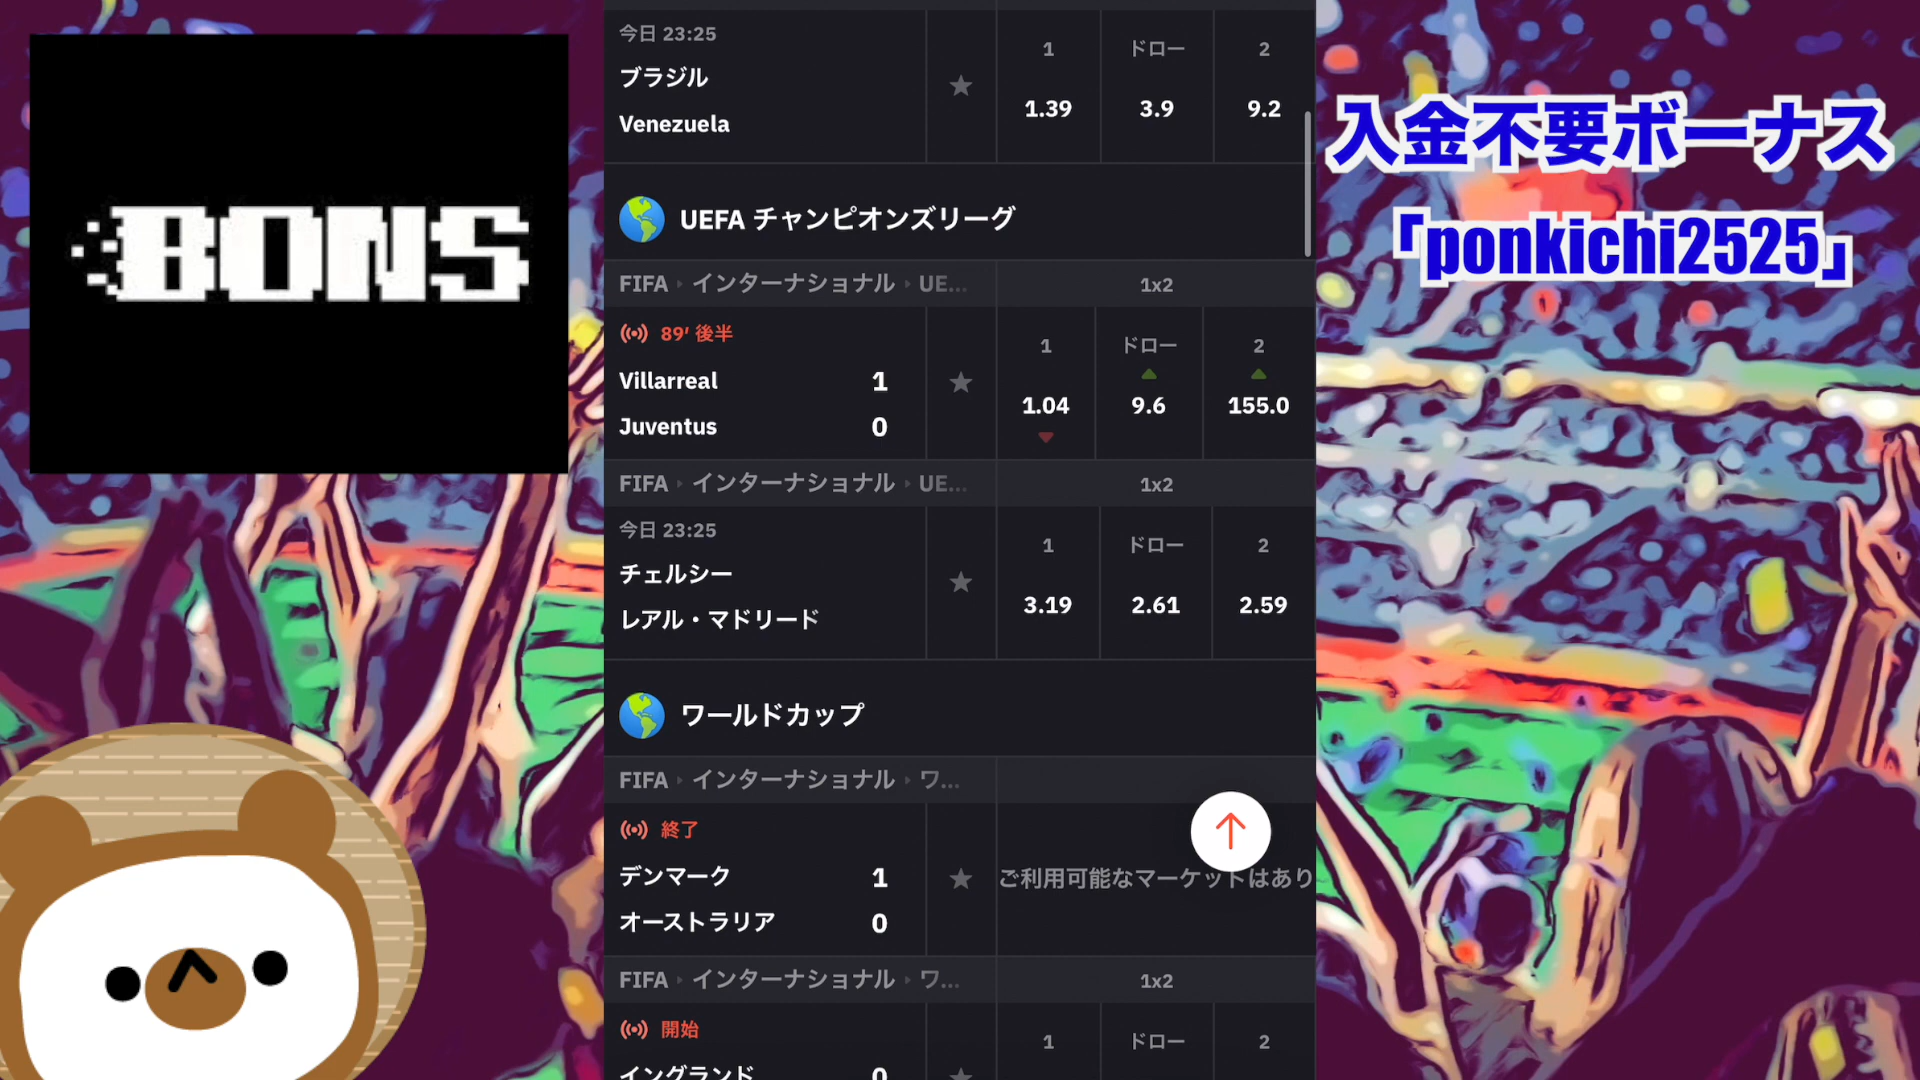 BONS
今日 23:25
ブラジル
Venezuela
1
ドロー
2
1.39
3.9
9.2
UEFA チャンピオンズリーグ
FIFA インターナショナル UE...
1x2
89' 後半
Villarreal 1
Juventus 0
1
ドロー
2
1.04
9.6
155.0
FIFA インターナショナル UE...
1x2
今日 23:25
チェルシー
レアル・マドリード
1
ドロー
2
3.19
2.61
2.59
ワールドカップ
FIFA インターナショナル ワ...
終了
デンマーク 1
オーストラリア 0
ご利用可能なマーケットはあり
FIFA インターナショナル ワ...
1x2
開始
イングランド 0
1
ドロー
2
入金不要ボーナス
「ponkichi2525」